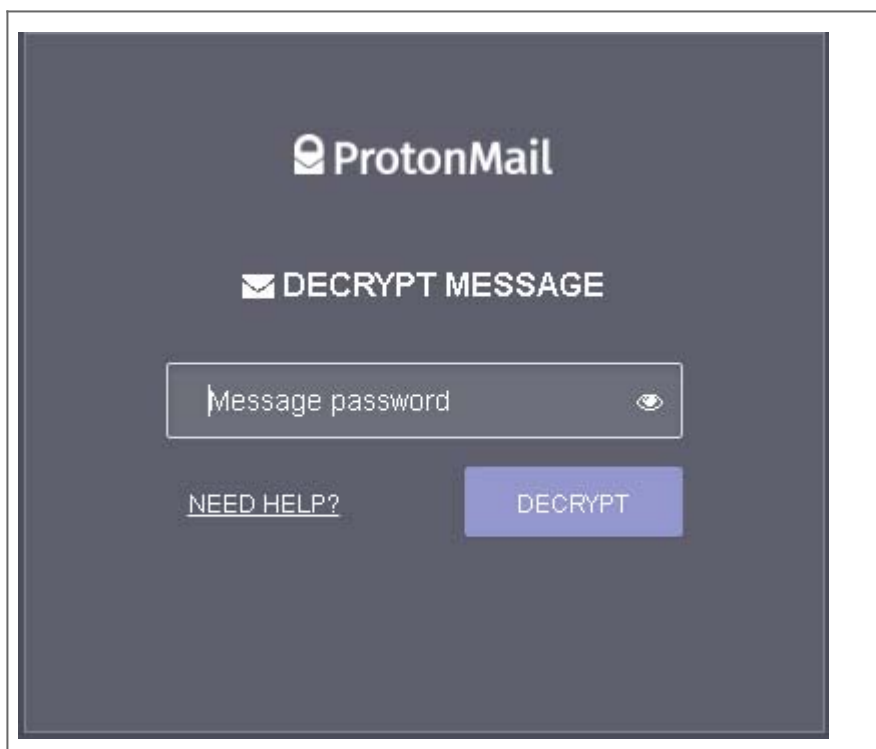 ProtonMail
DECRYPT MESSAGE
Message password
NEED HELP?
DECRYPT